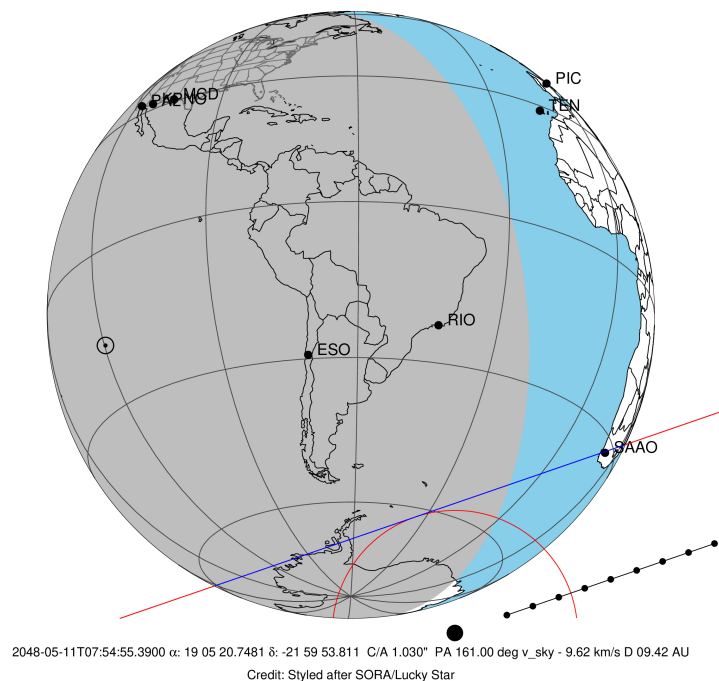 PIC
TEN
MCD
RIO
ESO
SAAO
2048-05-11T07:54:55.3900 α: 19 05 20.7481 δ: -21 59 53.811 C/A 1.030" PA 161.00 deg v_sky - 9.62 km/s D 09.42 AU
Credit: Styled after SORA/Lucky Star